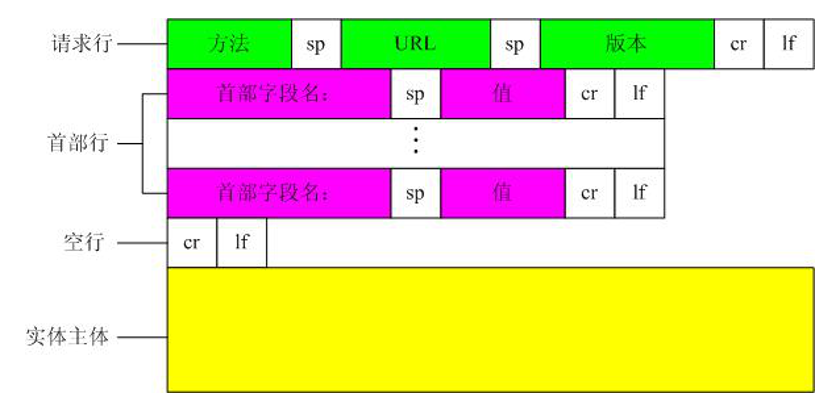 请求行 方法 sp URL sp 版本 cr lf
首部字段名： sp 值 cr lf
首部行 ⋮
首部字段名： sp 值 cr lf
空行 cr lf
实体主体